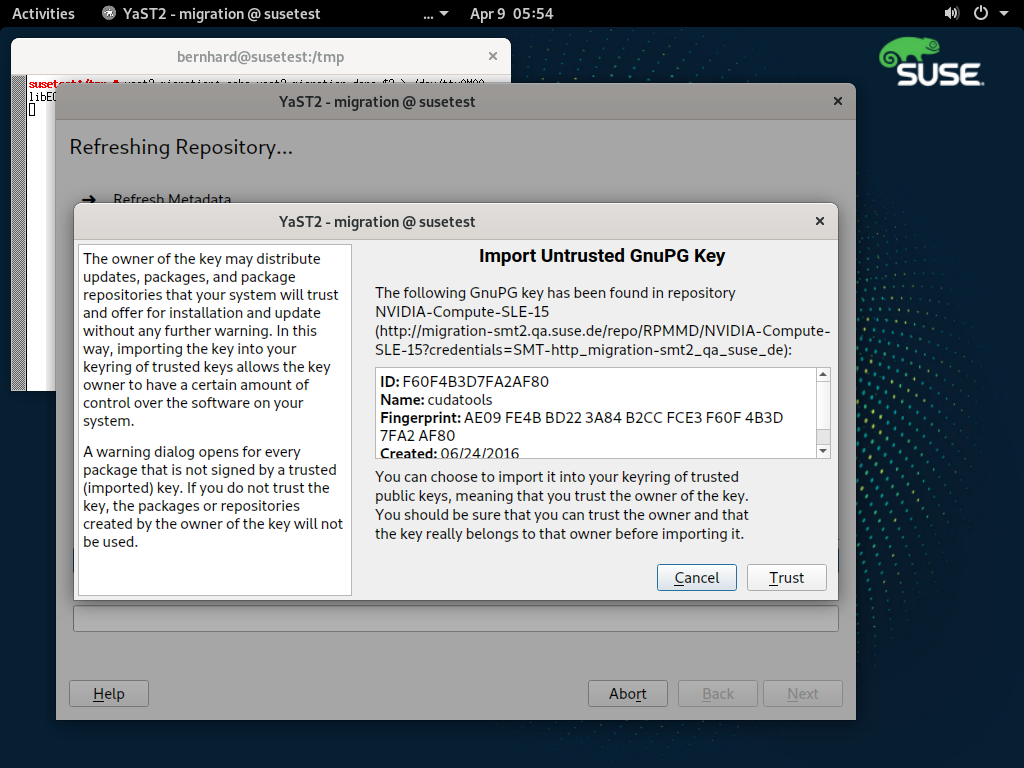 Activities YaST2 - migration @ susetest ... Apr 9 05:54
bernhard@susetest:/tmp
SUSE
YaST2 - migration @ susetest
Refreshing Repository...
Refresh Metadata
YaST2 - migration @ susetest
The owner of the key may distribute
updates, packages, and package
repositories that your system will trust
and offer for installation and update
without any further warning. In this
way, importing the key into your
keyring of trusted keys allows the key
owner to have a certain amount of
control over the software on your
system.
A warning dialog opens for every
package that is not signed by a trusted
(imported) key. If you do not trust the
key, the packages or repositories
created by the owner of the key will not
be used.
Import Untrusted GnuPG Key
The following GnuPG key has been found in repository
NVIDIA-Compute-SLE-15
(http://migration-smt2.qa.suse.de/repo/RPMMD/NVIDIA-Compute-
SLE-15?credentials=SMT-http_migration-smt2_qa_suse_de):
ID: F60F4B3D7FA2AF80
Name: cudatools
Fingerprint: AE09 FE4B BD22 3A84 B2CC FCE3 F60F 4B3D
7FA2 AF80
Created: 06/24/2016
You can choose to import it into your keyring of trusted
public keys, meaning that you trust the owner of the key.
You should be sure that you can trust the owner and that
the key really belongs to that owner before importing it.
Cancel Trust
Help Abort Back Next